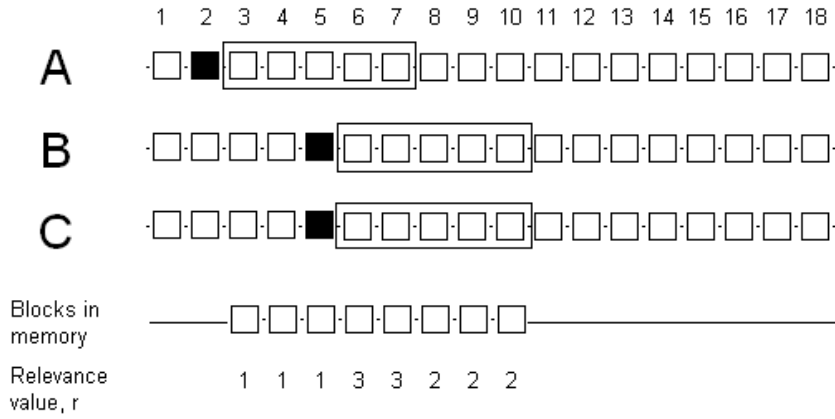 1 2 3 4 5 6 7 8 9 10 11 12 13 14 15 16 17 18
A
B
C
Blocks in
memory
Relevance
value, r
1 1 1 3 3 2 2 2